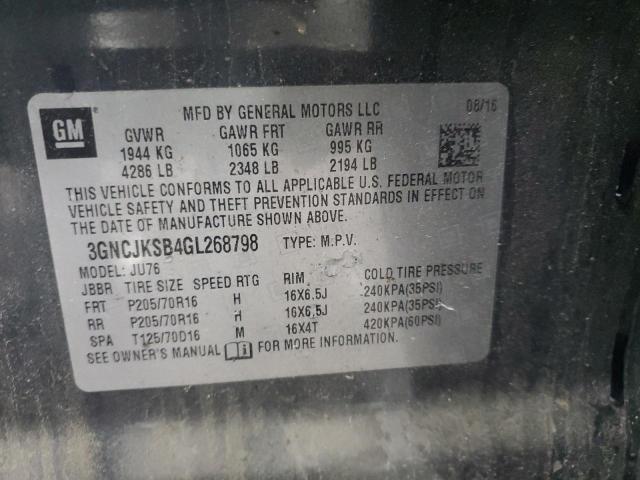 MFD BY GENERAL MOTORS LLC 08/16
GM
GVWR GAWR FRT GAWR RR
1944 KG 1065 KG 995 KG
4286 LB 2348 LB 2194 LB
THIS VEHICLE CONFORMS TO ALL APPLICABLE U.S. FEDERAL MOTOR
VEHICLE SAFETY AND THEFT PREVENTION STANDARDS IN EFFECT ON
THE DATE OF MANUFACTURE SHOWN ABOVE.
3GNCJKSB4GL268798 TYPE: M.P.V.
MODEL: JU76
JBBR TIRE SIZE SPEED RTG RIM COLD TIRE PRESSURE
FRT P205/70R16 H 16X6.5J 240KPA(35PSI)
RR P205/70R16 H 16X6.5J 240KPA(35PSI)
SPA T125/70D16 M 16X4T 420KPA(60PSI)
SEE OWNER'S MANUAL FOR MORE INFORMATION.